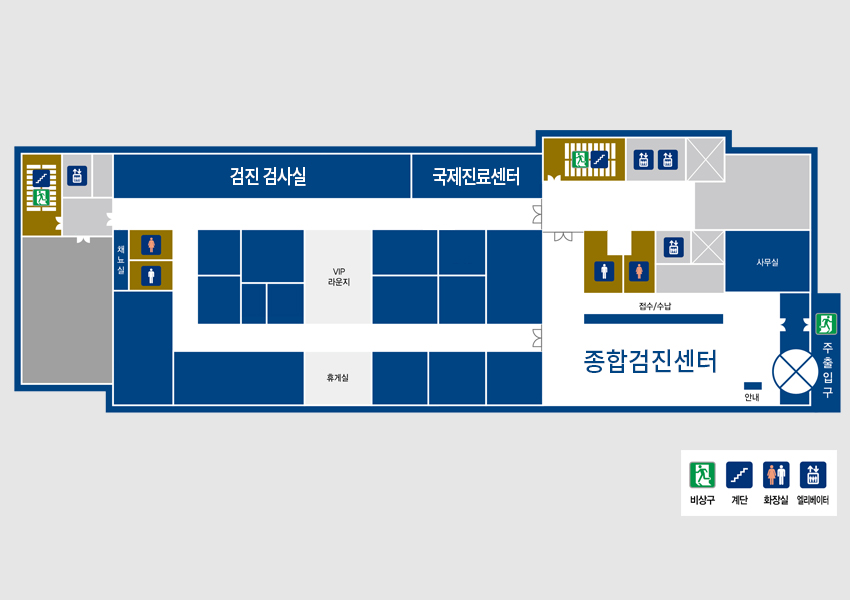 검진 검사실
국제진료센터
채뇨실
VIP
라운지
사무실
접수/수납
종합검진센터
주출입구
휴게실
안내
비상구
계단
화장실
엘리베이터